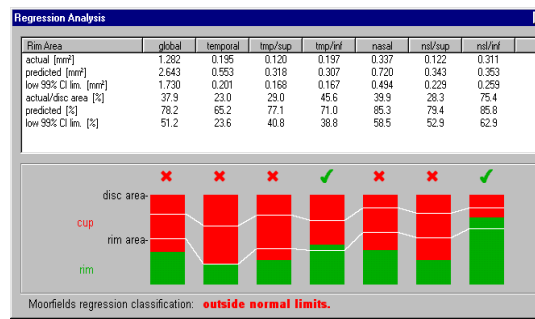 Regression Analysis
Rim Area global temporal tmp/sup tmp/inf nasal nsl/sup nsl/inf
actual [mm²] 1.282 0.195 0.120 0.197 0.337 0.122 0.311
predicted [mm²] 2.643 0.553 0.318 0.307 0.720 0.343 0.353
low 99% CI lim. [mm²] 1.730 0.201 0.168 0.167 0.494 0.229 0.259
actual/disc area [%] 37.9 23.0 29.0 45.6 39.9 28.3 75.4
predicted [%] 78.2 65.2 77.1 71.0 85.3 79.4 85.8
low 99% CI lim. [%] 51.2 23.6 40.8 38.8 58.5 52.9 62.9
disc area-
cup
rim area-
rim
Moorfields regression classification: outside normal limits.